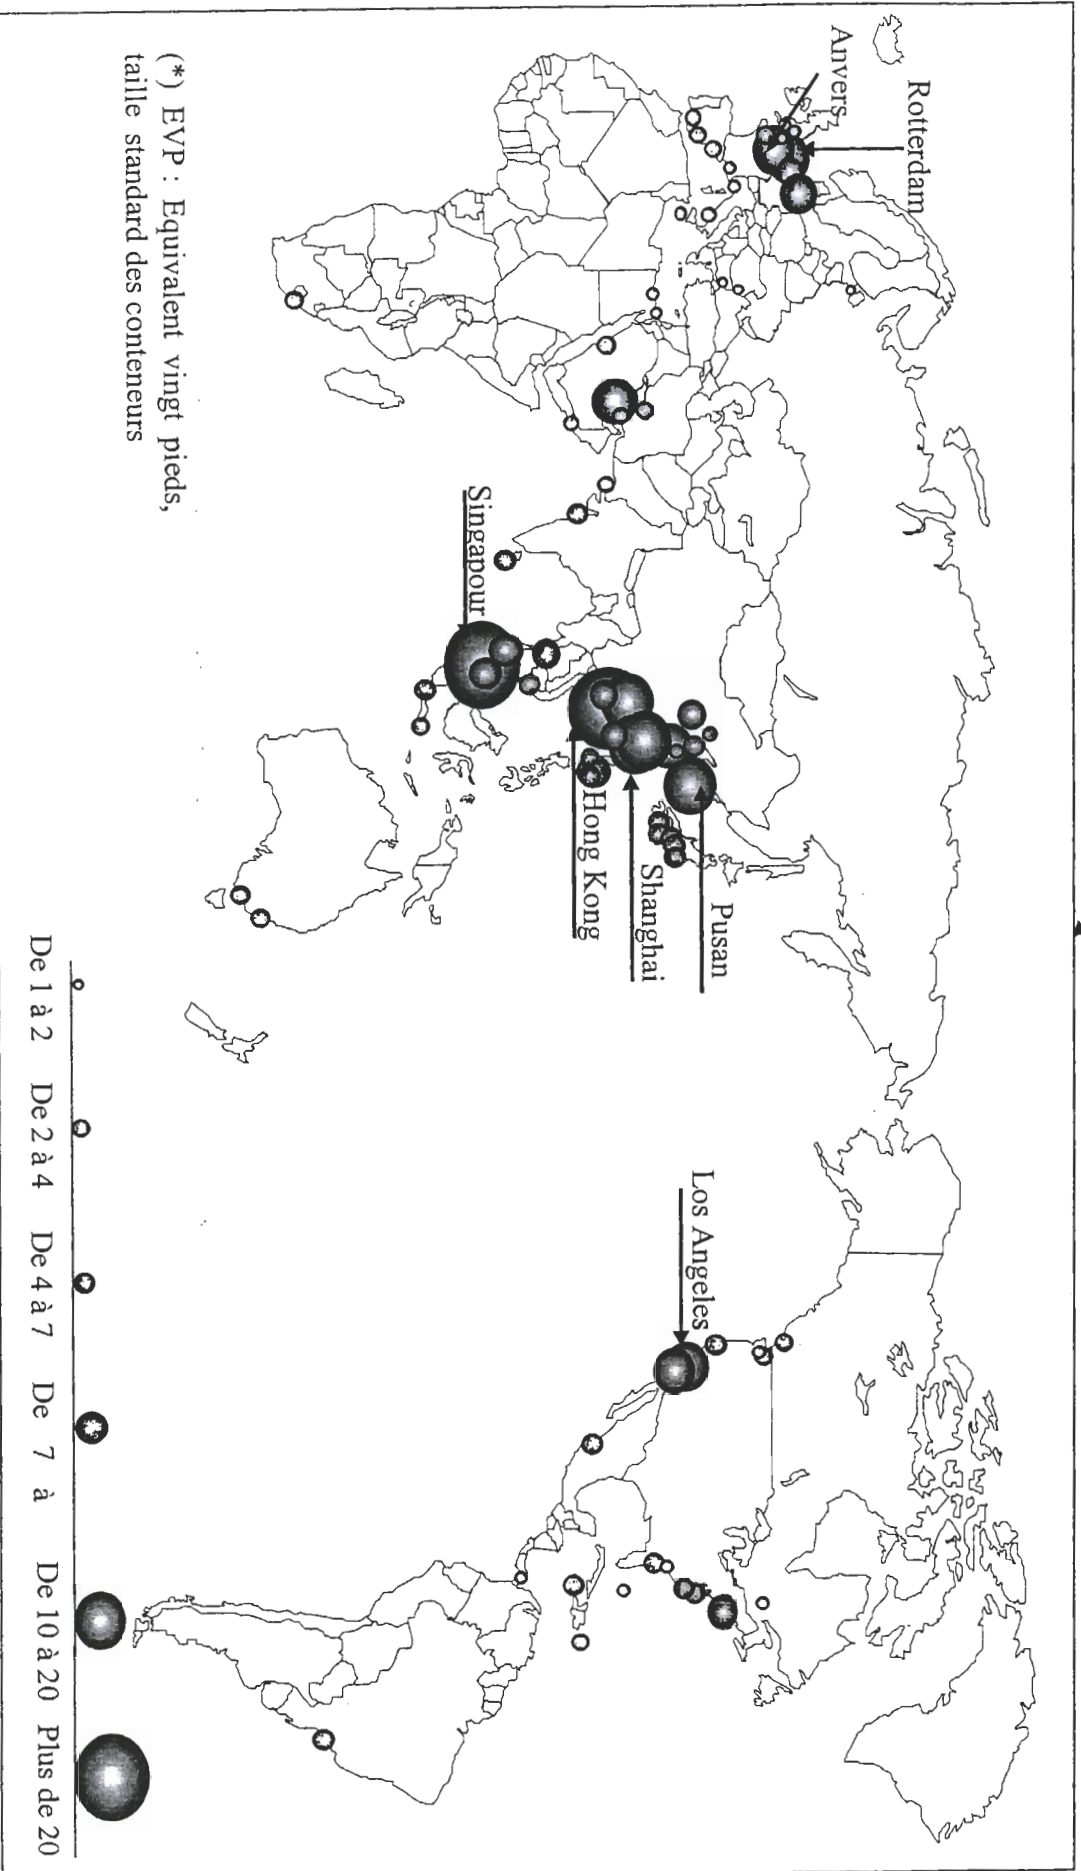 Rotterdam
Anvers
Pusan
Shanghai
Hong Kong
Singapour
Los Angeles
(*) EVP : Equivalent vingt pieds,
taille standard des conteneurs
De 1 à 2 De 2 à 4 De 4 à 7 De 7 à De 10 à 20 Plus de 20